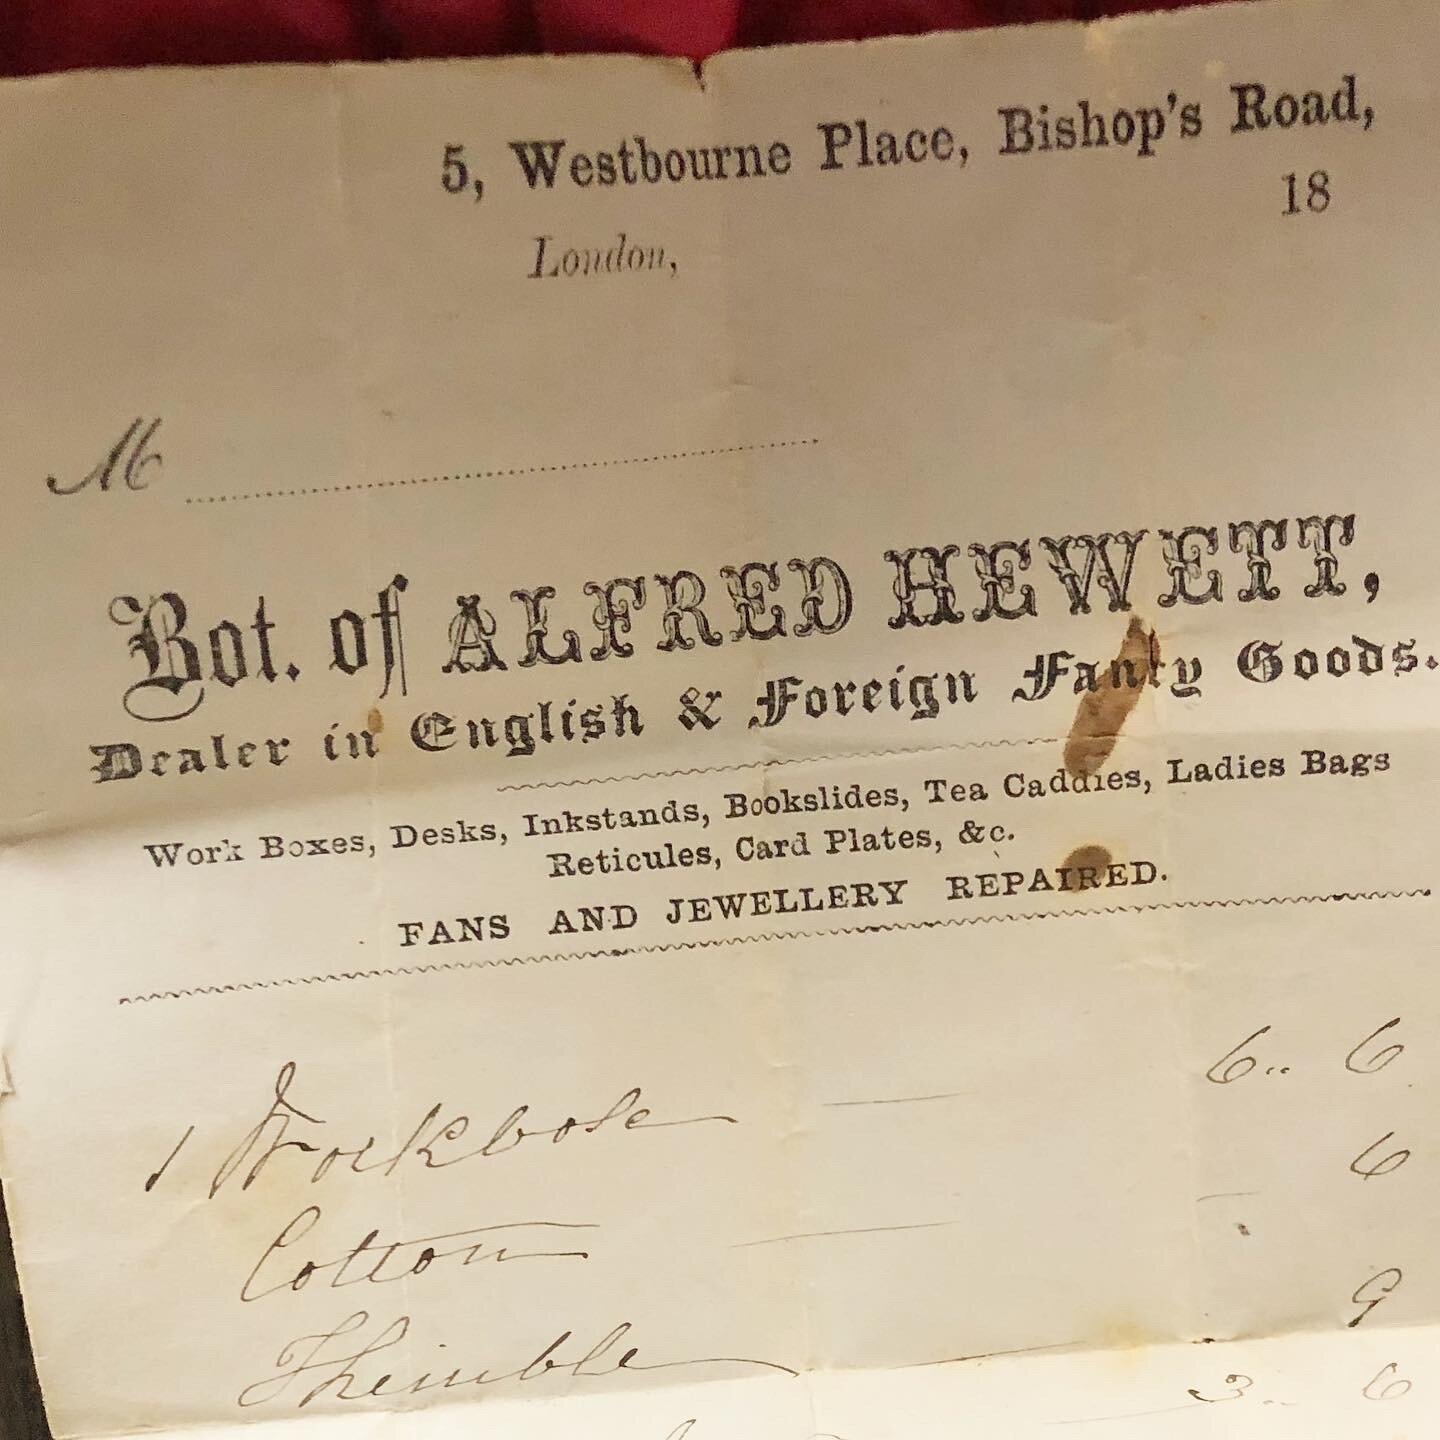 5, Westbourne Place, Bishop's Road,
London, 18
M
Bot. of ALFRED HEWETT,
Dealer in English & Foreign Fancy Goods.
Work Boxes, Desks, Inkstands, Bookslides, Tea Caddies, Ladies Bags
Reticules, Card Plates, &c.
FANS AND JEWELLERY REPAIRED.
1 Workbox — 6.. 6
Cotton — 6
Thimble 9
3.. 6